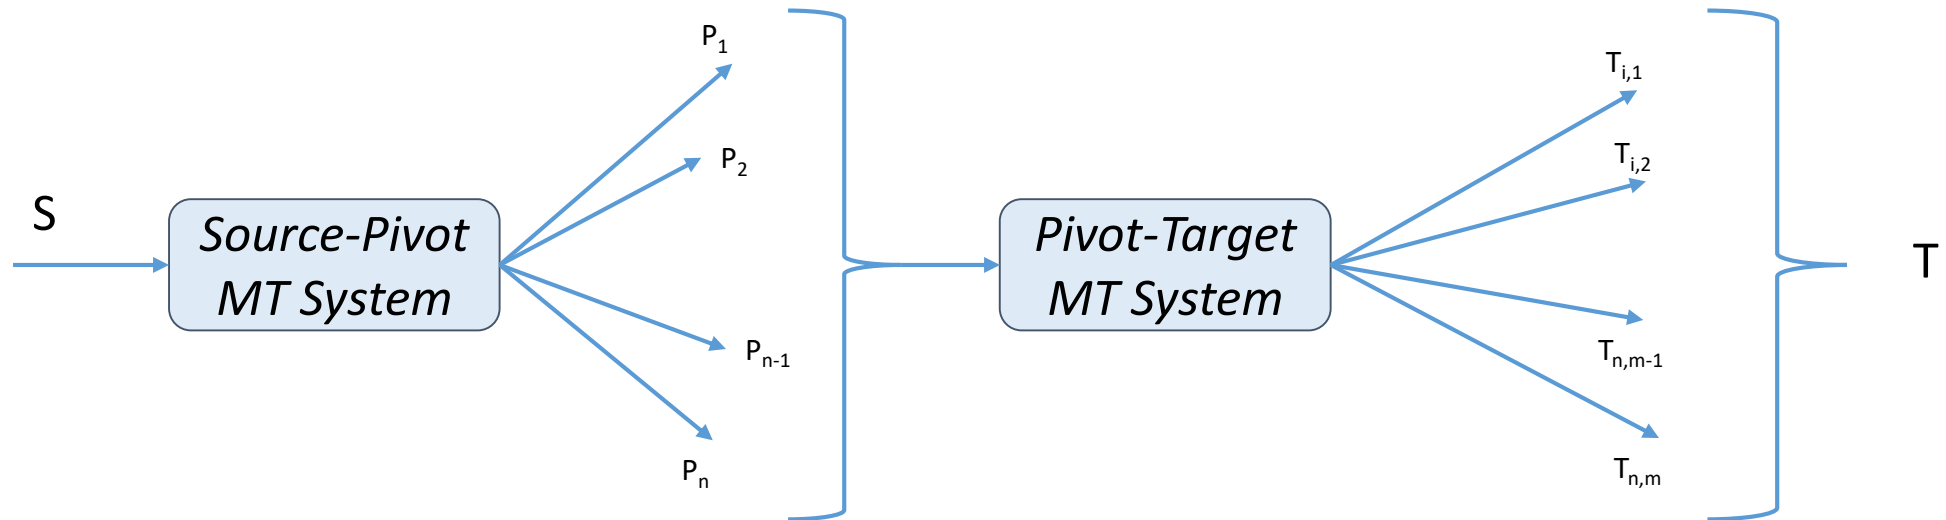 S
Source-Pivot
MT System
P1
P2
Pn-1
Pn
Pivot-Target
MT System
Ti,1
Ti,2
Tn,m-1
Tn,m
T